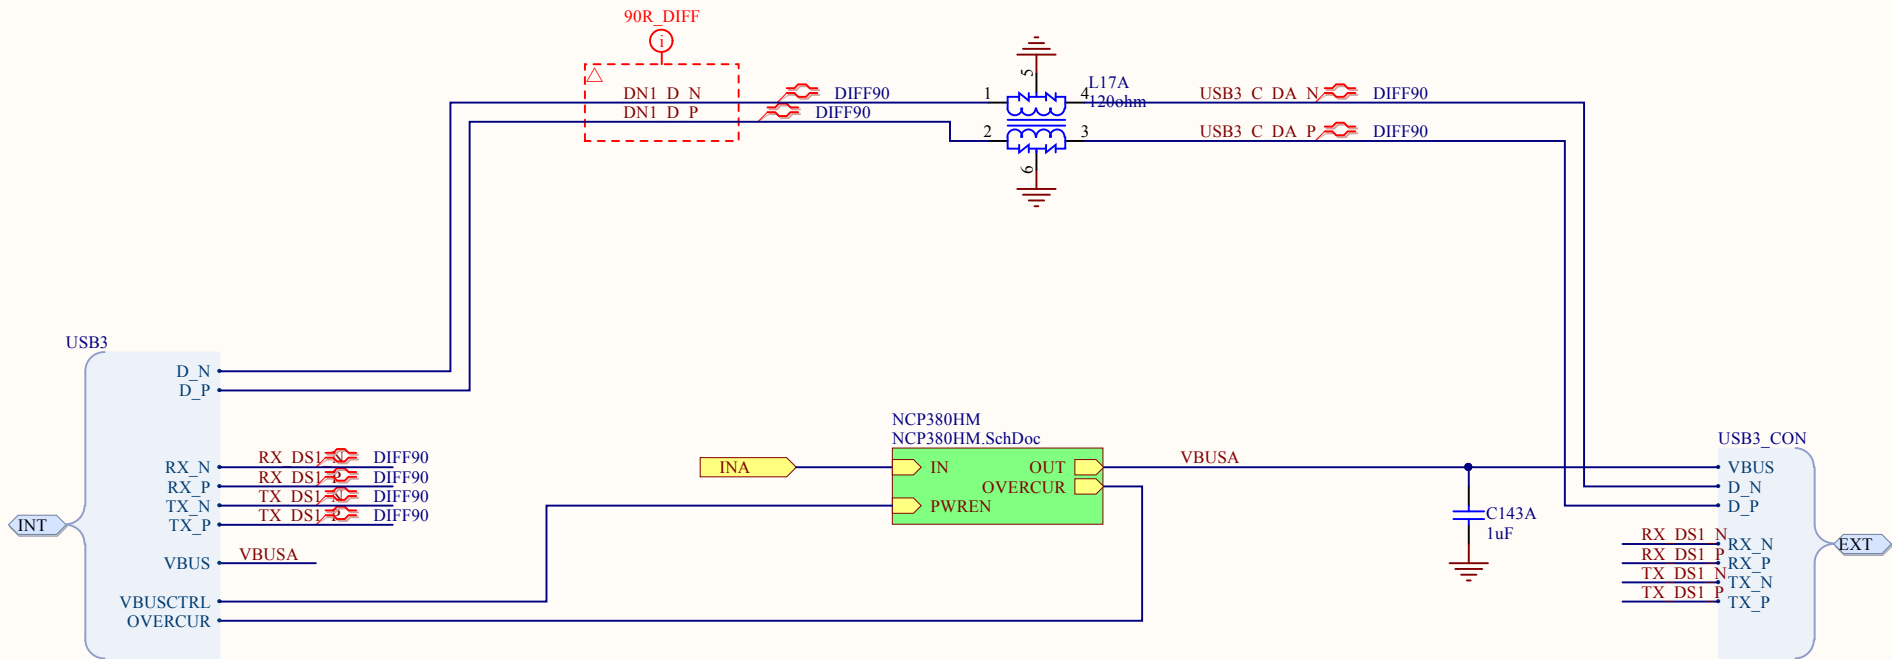 90R_DIFF
i
DN1_D_N
DIFF90
DN1_D_P
DIFF90
1
2
5
6
4
3
L17A
120ohm
USB3_C_DA_N
DIFF90
USB3_C_DA_P
DIFF90
USB3
D_N
D_P
RX_N
RX_P
TX_N
TX_P
VBUS
VBUSCTRL
OVERCUR
INT
RX_DS1_N
DIFF90
RX_DS1_P
DIFF90
TX_DS1_N
DIFF90
TX_DS1_P
DIFF90
VBUSA
INA
NCP380HM
NCP380HM.SchDoc
IN
OUT
OVERCUR
PWREN
VBUSA
C143A
1uF
USB3_CON
VBUS
D_N
D_P
RX_DS1_N
RX_N
RX_DS1_P
RX_P
TX_DS1_N
TX_N
TX_DS1_P
TX_P
EXT